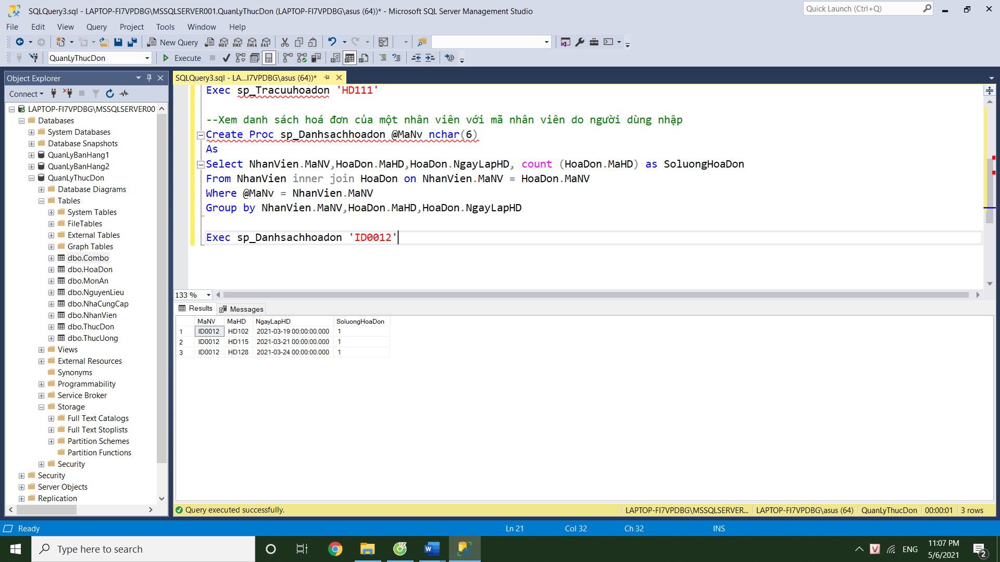 SQLQuery3.sql - LAPTOP-FI7VPDBG\MSSQLSERVER001.QuanLyThucDon (LAPTOP-FI7VPDBG\asus (64))* - Microsoft SQL Server Management Studio
Quick Launch (Ctrl+Q)
File Edit View Query Project Tools Window Help
New Query
MDX DMX XMLA DAX
QuanLyThucDon
Execute
Object Explorer
SQLQuery3.sql - LA...I7VPDBG\asus (64))*
Connect
LAPTOP-FI7VPDBG\MSSQLSERVER00
Databases
System Databases
Database Snapshots
QuanLyBanHang1
QuanLyBanHang2
QuanLyThucDon
Database Diagrams
Tables
System Tables
FileTables
External Tables
Graph Tables
dbo.Combo
dbo.HoaDon
dbo.MonAn
dbo.NguyenLieu
dbo.NhaCungCap
dbo.NhanVien
dbo.ThucDon
dbo.ThucUong
Views
External Resources
Synonyms
Programmability
Service Broker
Storage
Full Text Catalogs
Full Text Stoplists
Partition Schemes
Partition Functions
Security
Security
Server Objects
Replication
Exec sp_Tracuuhoadon 'HD111'
--Xem danh sách hoá đơn của một nhân viên với mã nhân viên do người dùng nhập
Create Proc sp_Danhsachhoadon @MaNv nchar(6)
As
Select NhanVien.MaNV,HoaDon.MaHD,HoaDon.NgayLapHD, count (HoaDon.MaHD) as SoluongHoaDon
From NhanVien inner join HoaDon on NhanVien.MaNV = HoaDon.MaNV
Where @MaNv = NhanVien.MaNV
Group by NhanVien.MaNV,HoaDon.MaHD,HoaDon.NgayLapHD
Exec sp_Danhsachhoadon 'ID0012'
133 %
Results Messages
MaNV MaHD NgayLapHD SoluongHoaDon
1 ID0012 HD102 2021-03-19 00:00:00.000 1
2 ID0012 HD115 2021-03-21 00:00:00.000 1
3 ID0012 HD128 2021-03-24 00:00:00.000 1
Query executed successfully.
LAPTOP-FI7VPDBG\MSSQLSERVER... LAPTOP-FI7VPDBG\asus (64) QuanLyThucDon 00:00:01 3 rows
Ready
Ln 21 Col 32 Ch 32 INS
Type here to search
ENG
11:07 PM
5/6/2021
2